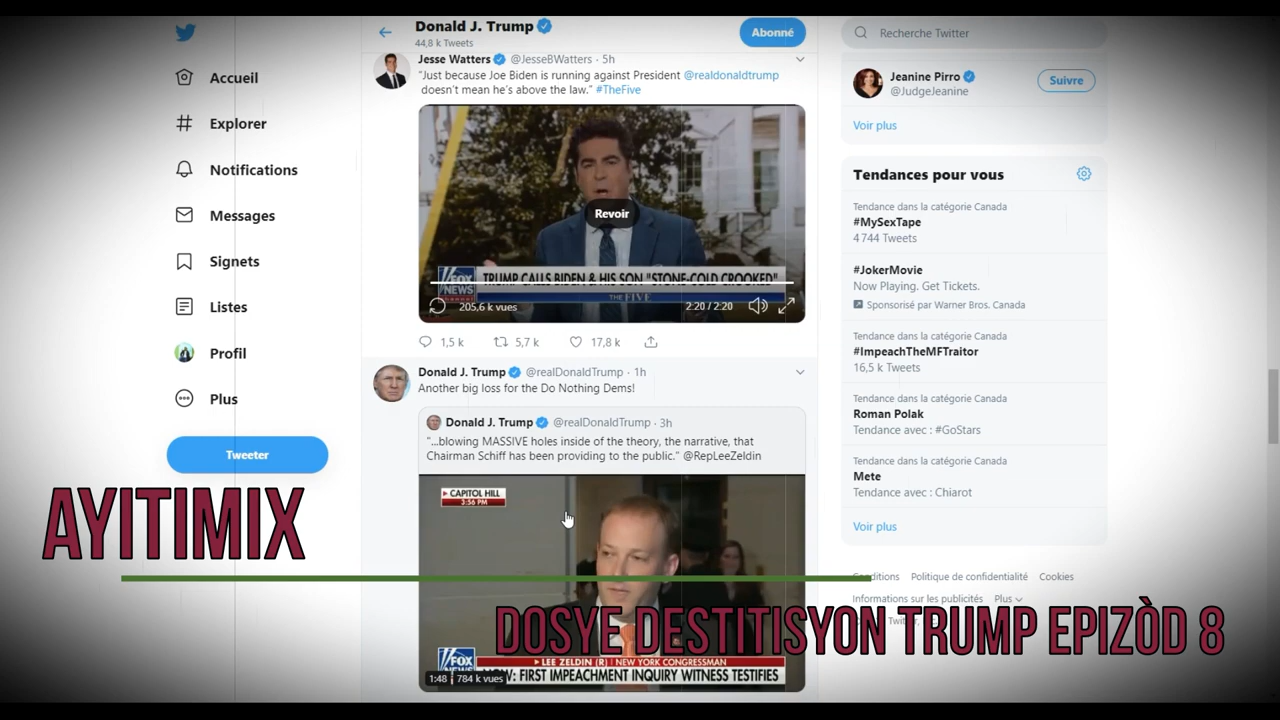 Donald J. Trump
44,8 k Tweets
Abonné
Recherche Twitter
Accueil
Explorer
Notifications
Messages
Signets
Listes
Profil
Plus
Tweeter
Jesse Watters @JesseBWatters · 5h
"Just because Joe Biden is running against President @realdonaldtrump
doesn't mean he's above the law." #TheFive
Revoir
FOX
NEWS
channel
TRUMP CALLS BIDEN & HIS SON "STONE-COLD CROOKED"
THE FIVE
205,6 k vues
2:20 / 2:20
1,5 k 5,7 k 17,8 k
Donald J. Trump @realDonaldTrump · 1h
Another big loss for the Do Nothing Dems!
Donald J. Trump @realDonaldTrump · 3h
"...blowing MASSIVE holes inside of the theory, the narrative, that
Chairman Schiff has been providing to the public." @RepLeeZeldin
CAPITOL HILL
3:56 PM
FOX
NEWS
LEE ZELDIN (R) | NEW YORK CONGRESSMAN
: FIRST IMPEACHMENT INQUIRY WITNESS TESTIFIES
1:48 784 k vues
Jeanine Pirro
@JudgeJeanine
Suivre
Voir plus
Tendances pour vous
Tendance dans la catégorie Canada
#MySexTape
4 744 Tweets
#JokerMovie
Now Playing. Get Tickets.
Sponsorisé par Warner Bros. Canada
Tendance dans la catégorie Canada
#ImpeachTheMFTraitor
16,5 k Tweets
Tendance dans la catégorie Canada
Roman Polak
Tendance avec : #GoStars
Tendance dans la catégorie Canada
Mete
Tendance avec : Chiarot
Voir plus
Conditions Politique de confidentialité Cookies
Informations sur les publicités Plus
AYITIMIX
DOSYE DESTITISYON TRUMP EPIZÒD 8